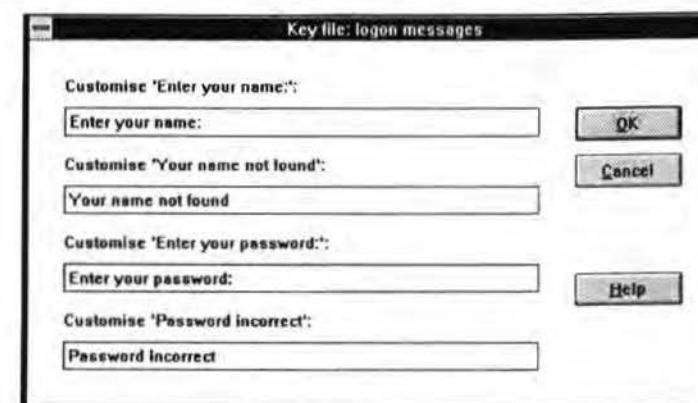 Key file: logon messages
Customise 'Enter your name:':
Enter your name:
OK
Customise 'Your name not found':
Cancel
Your name not found
Customise 'Enter your password:':
Enter your password:
Help
Customise 'Password incorrect':
Password incorrect